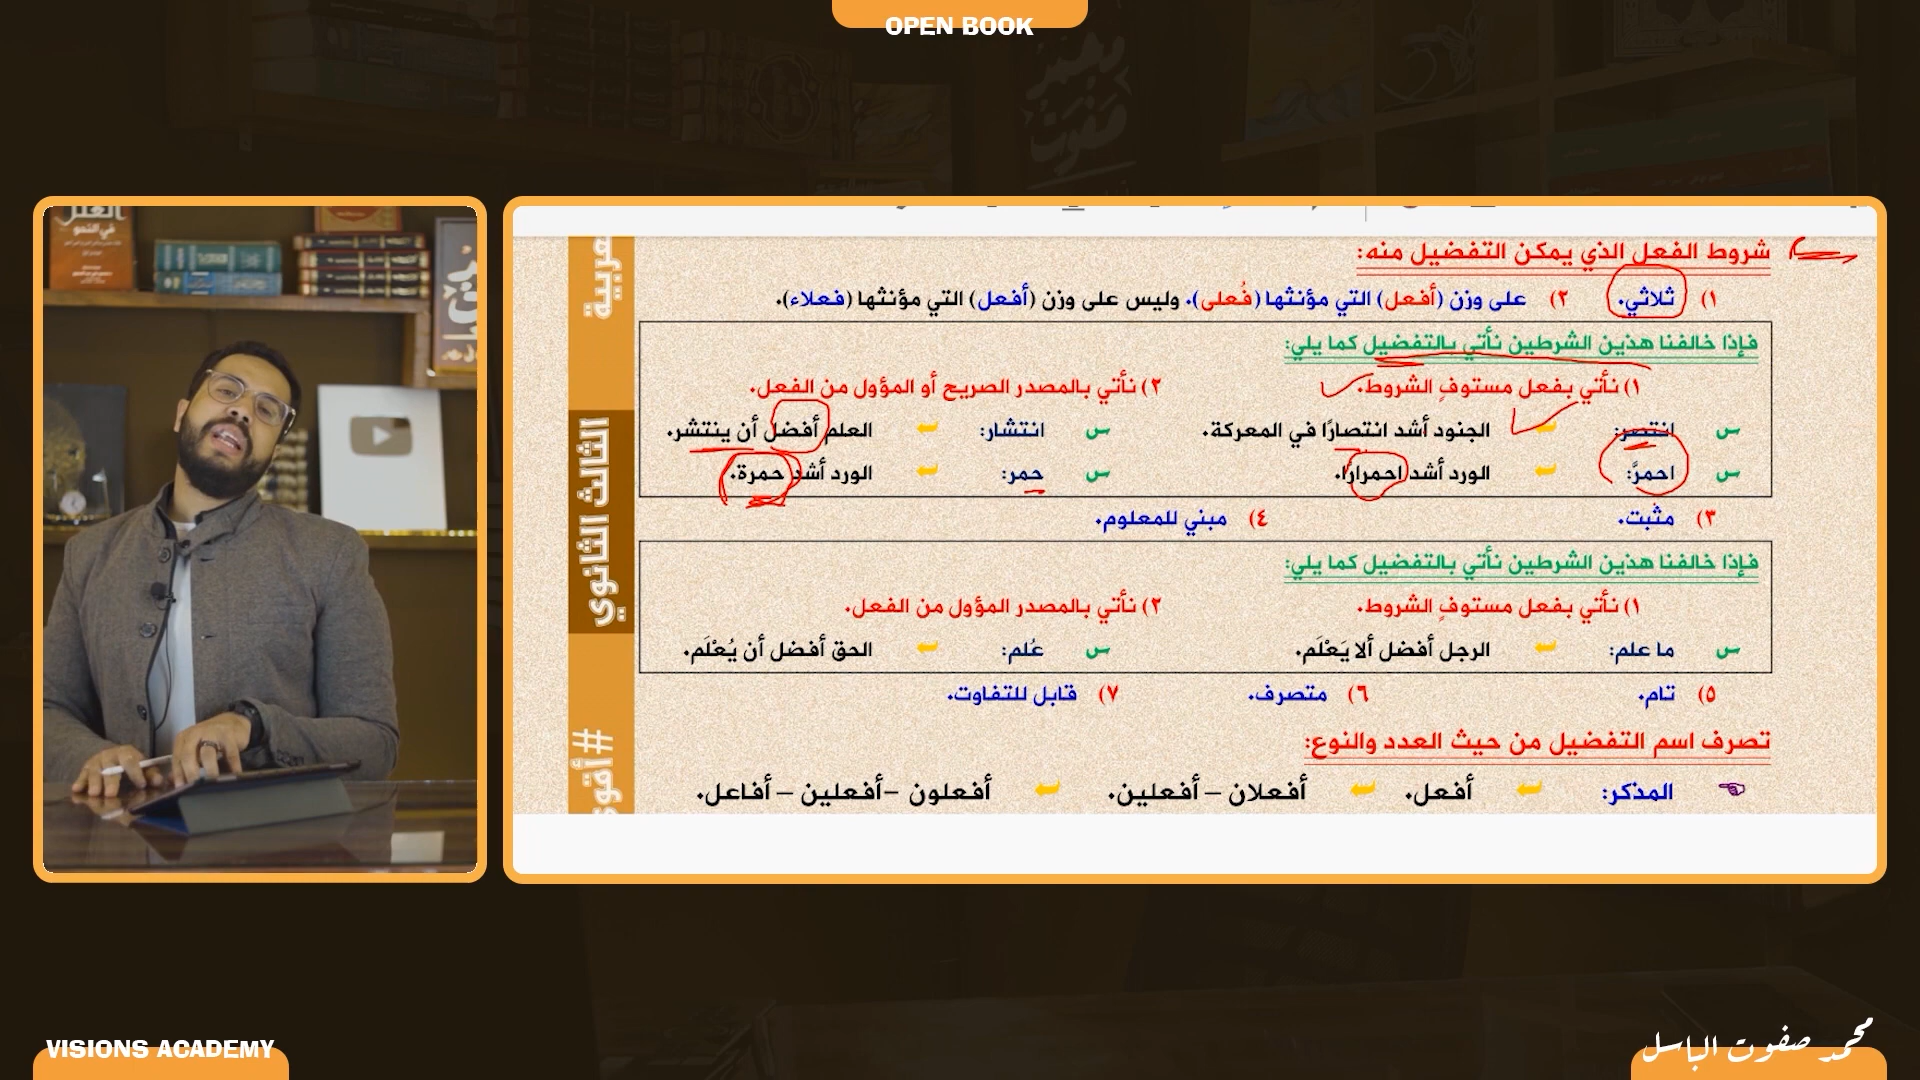 OPEN BOOK
في النحو
شروط الفعل الذي يمكن التفضيل منه:
١) ثلاثي. ٢) على وزن (أفعل) التي مؤنثها (فُعلى). وليس على وزن (أفعل) التي مؤنثها (فعلاء).
فإذا خالفنا هذين الشرطين نأتي بالتفضيل كما يلي:
١) نأتي بفعل مستوفٍ الشروط. ٢) نأتي بالمصدر الصريح أو المؤول من الفعل.
س انتصر: الجنود أشد انتصارًا في المعركة. س انتشار: العلم أفضل أن ينتشر.
س احمرَّ: الورد أشد احمرارًا. س حمر: الورد أشد حمرة.
٣) مثبت. ٤) مبني للمعلوم.
فإذا خالفنا هذين الشرطين نأتي بالتفضيل كما يلي:
١) نأتي بفعل مستوفٍ الشروط. ٢) نأتي بالمصدر المؤول من الفعل.
س ما علم: الرجل أفضل ألا يَعْلَم. س عُلم: الحق أفضل أن يُعْلَم.
٥) تام. ٦) متصرف. ٧) قابل للتفاوت.
تصرف اسم التفضيل من حيث العدد والنوع:
المذكر: أفعل. أفعلان – أفعلين. أفعلون –أفعلين – أفاعل.
الثالث الثانوي
VISIONS ACADEMY
محمد صفوت الباسل